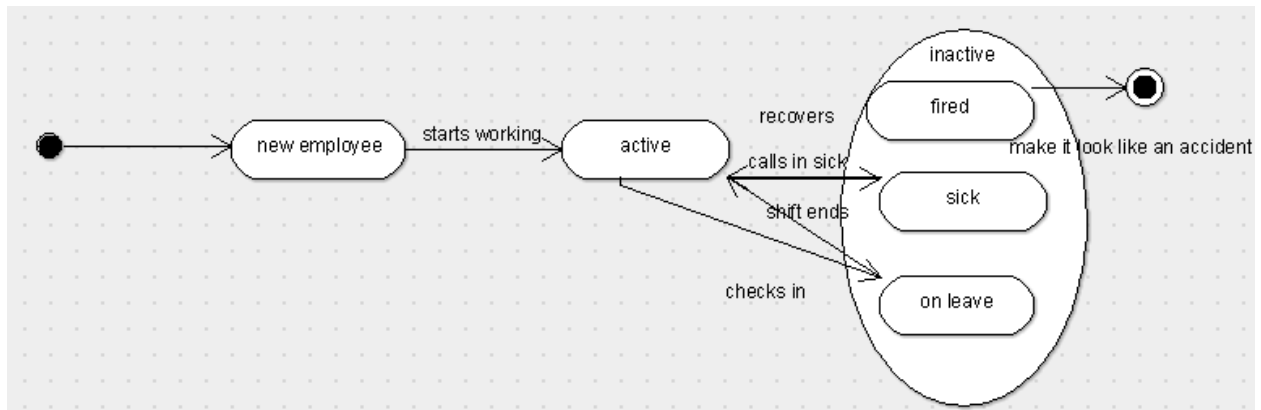 inactive
fired
recovers
starts working
new employee
active
make it look like an accident
calls in sick
sick
shift ends
checks in
on leave